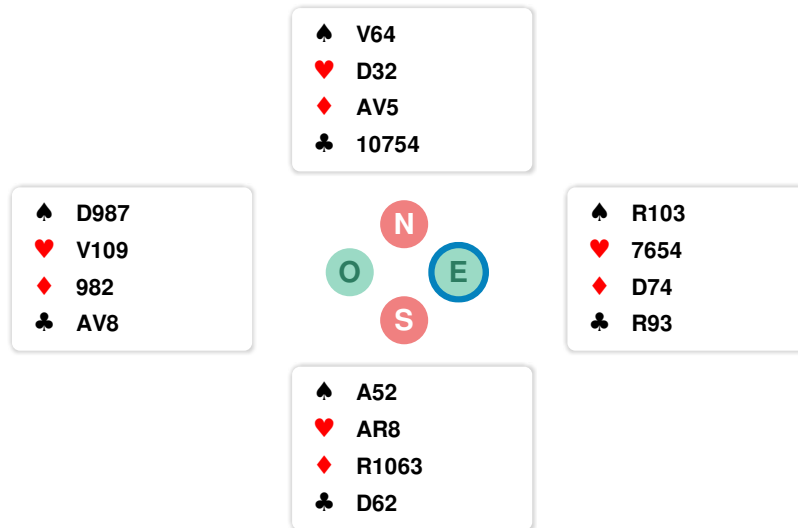 ♠ V64
♥ D32
♦ AV5
♣ 10754
♠ D987
♥ V109
♦ 982
♣ AV8
N
O E
S
♠ R103
♥ 7654
♦ D74
♣ R93
♠ A52
♥ AR8
♦ R1063
♣ D62